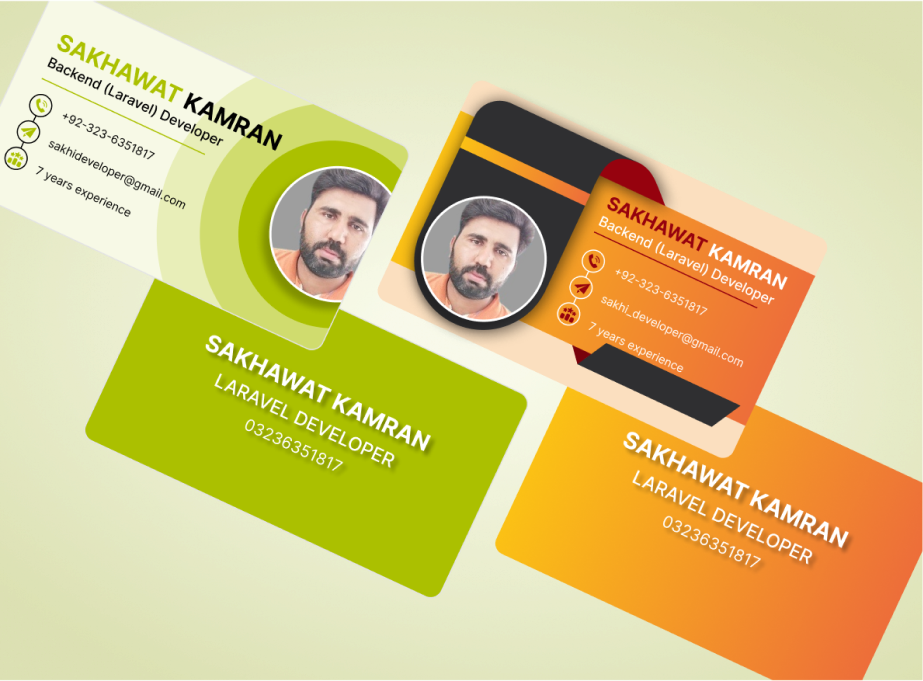 SAKHAWAT KAMRAN
Backend (Laravel) Developer
+92-323-6351817
sakhideveloper@gmail.com
7 years experience
SAKHAWAT KAMRAN
LARAVEL DEVELOPER
03236351817
SAKHAWAT KAMRAN
Backend (Laravel) Developer
+92-323-6351817
sakhi_developer@gmail.com
7 years experience
SAKHAWAT KAMRAN
LARAVEL DEVELOPER
03236351817